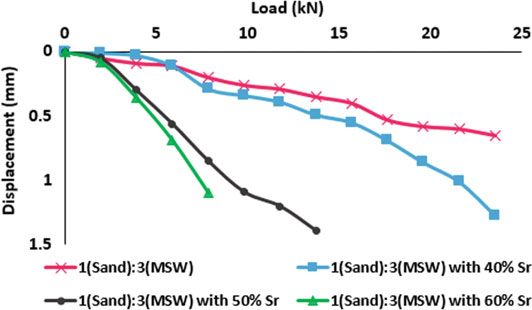 Load (kN)
0 5 10 15 20 25
0
0.5
1
1.5
Displacement (mm)
1(Sand):3(MSW) 1(Sand):3(MSW) with 40% Sr
1(Sand):3(MSW) with 50% Sr 1(Sand):3(MSW) with 60% Sr